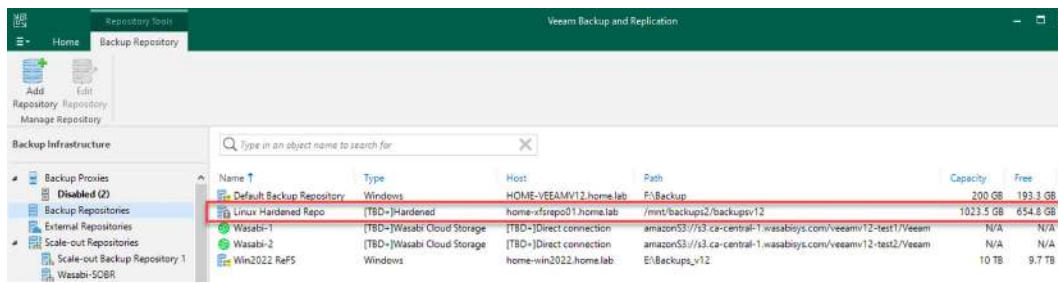 Repository Tools
Veeam Backup and Replication
Home Backup Repository
Add Repository
Edit Repository
Manage Repository
Backup Infrastructure
Type in an object name to search for
Backup Proxies
Disabled (2)
Backup Repositories
External Repositories
Scale-out Repositories
Scale-out Backup Repository 1
Wasabi-SOBR
Name Type Host Path Capacity Free
Default Backup Repository Windows HOME-VEEAMV12.home.lab F:\Backup 200 GB 193.3 GB
Linux Hardened Repo [TBD+]Hardened home-xfsrepo01.home.lab /mnt/backups2/backupsv12 1023.5 GB 654.8 GB
Wasabi-1 [TBD+]Wasabi Cloud Storage [TBD+]Direct connection amazonS3://s3.ca-central-1.wasabisys.com/veeamv12-test1/Veeam N/A N/A
Wasabi-2 [TBD+]Wasabi Cloud Storage [TBD+]Direct connection amazonS3://s3.ca-central-1.wasabisys.com/veeamv12-test2/Veeam N/A N/A
Win2022 ReFS Windows home-win2022.home.lab E:\Backups_v12 10 TB 9.7 TB